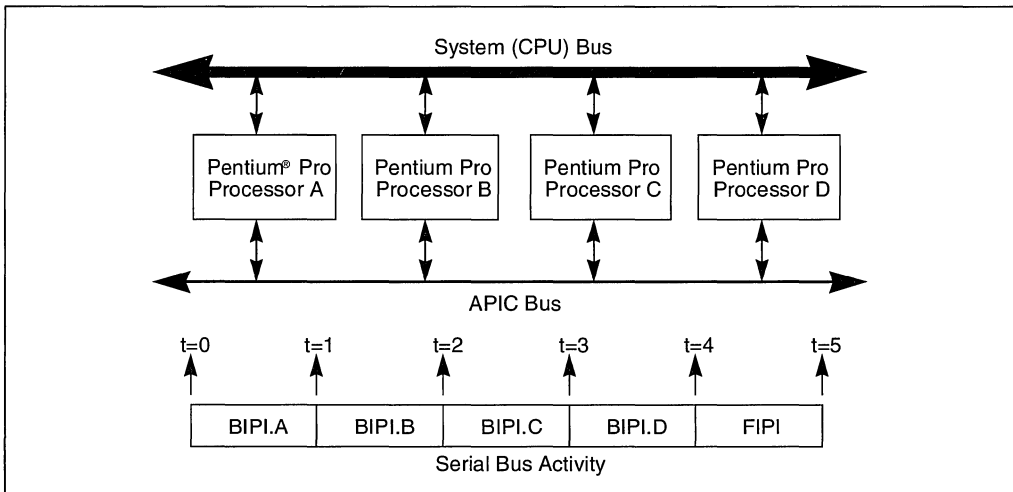 System (CPU) Bus
Pentium® Pro
Processor A
Pentium Pro
Processor B
Pentium Pro
Processor C
Pentium Pro
Processor D
APIC Bus
t=0 t=1 t=2 t=3 t=4 t=5
BIPI.A BIPI.B BIPI.C BIPI.D FIPI
Serial Bus Activity